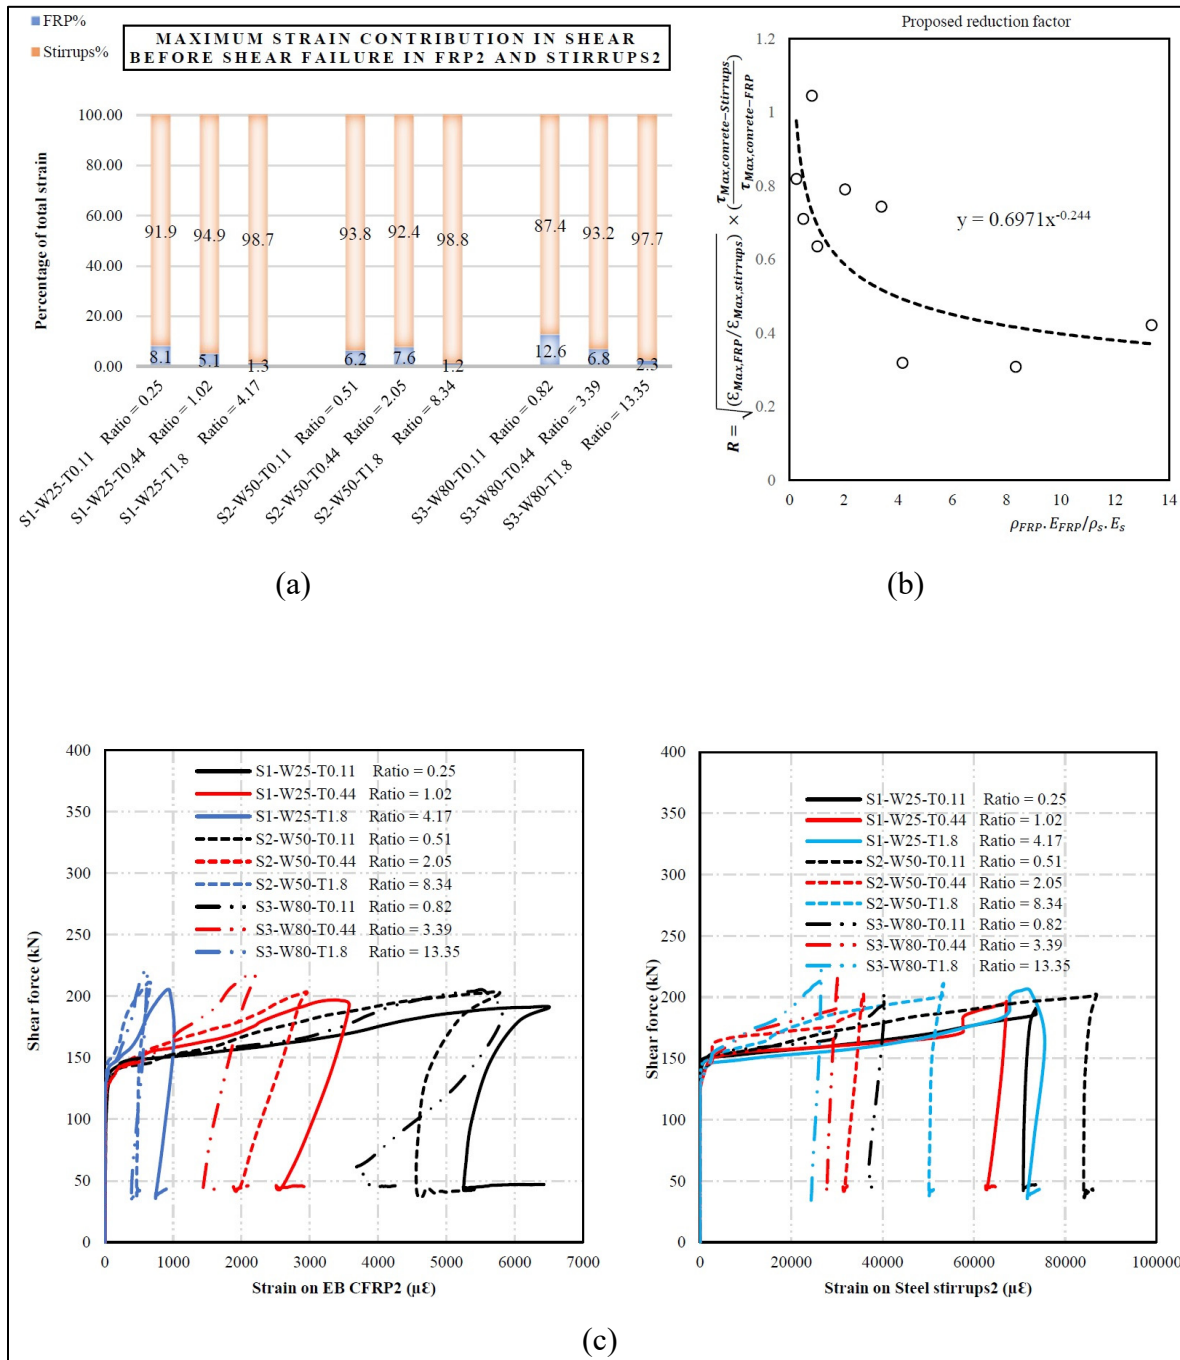 FRP%
Stirrups%
MAXIMUM STRAIN CONTRIBUTION IN SHEAR
BEFORE SHEAR FAILURE IN FRP2 AND STIRRUPS2
Percentage of total strain
100.00
80.00
60.00
40.00
20.00
0.00
91.9
94.9
98.7
93.8
92.4
98.8
87.4
93.2
97.7
8.1
5.1
1.3
6.2
7.6
1.2
12.6
6.8
2.3
S1-W25-T0.11 Ratio = 0.25
S1-W25-T0.44 Ratio = 1.02
S1-W25-T1.8 Ratio = 4.17
S2-W50-T0.11 Ratio = 0.51
S2-W50-T0.44 Ratio = 2.05
S2-W50-T1.8 Ratio = 8.34
S3-W80-T0.11 Ratio = 0.82
S3-W80-T0.44 Ratio = 3.39
S3-W80-T1.8 Ratio = 13.35
(a)
Proposed reduction factor
R = √(ƐMax,FRP/ƐMax,stirrups) × (τMax,conrete-Stirrups/τMax,conrete-FRP)
1.2
1
0.8
0.6
0.4
0.2
0
y = 0.6971x^-0.244
0 2 4 6 8 10 12 14
ρFRP.EFRP/ρs.Es
(b)
Shear force (kN)
400
350
300
250
200
150
100
50
0
S1-W25-T0.11 Ratio = 0.25
S1-W25-T0.44 Ratio = 1.02
S1-W25-T1.8 Ratio = 4.17
S2-W50-T0.11 Ratio = 0.51
S2-W50-T0.44 Ratio = 2.05
S2-W50-T1.8 Ratio = 8.34
S3-W80-T0.11 Ratio = 0.82
S3-W80-T0.44 Ratio = 3.39
S3-W80-T1.8 Ratio = 13.35
0 1000 2000 3000 4000 5000 6000 7000
Strain on EB CFRP2 (µƐ)
Shear force (kN)
400
350
300
250
200
150
100
50
0
S1-W25-T0.11 Ratio = 0.25
S1-W25-T0.44 Ratio = 1.02
S1-W25-T1.8 Ratio = 4.17
S2-W50-T0.11 Ratio = 0.51
S2-W50-T0.44 Ratio = 2.05
S2-W50-T1.8 Ratio = 8.34
S3-W80-T0.11 Ratio = 0.82
S3-W80-T0.44 Ratio = 3.39
S3-W80-T1.8 Ratio = 13.35
0 20000 40000 60000 80000 100000
Strain on Steel stirrups2 (µƐ)
(c)